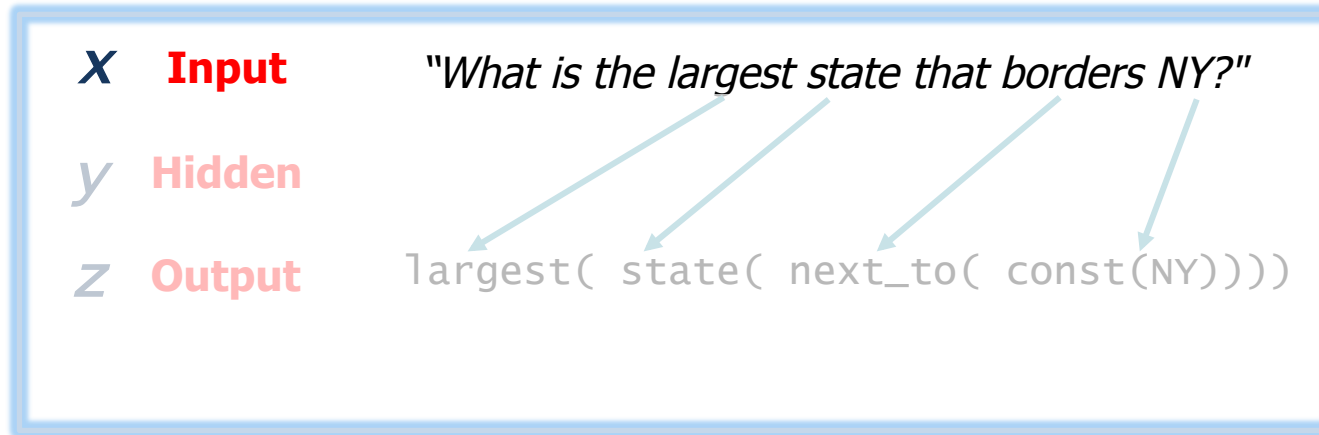 x Input “What is the largest state that borders NY?"
y Hidden
z Output largest( state( next_to( const(NY))))